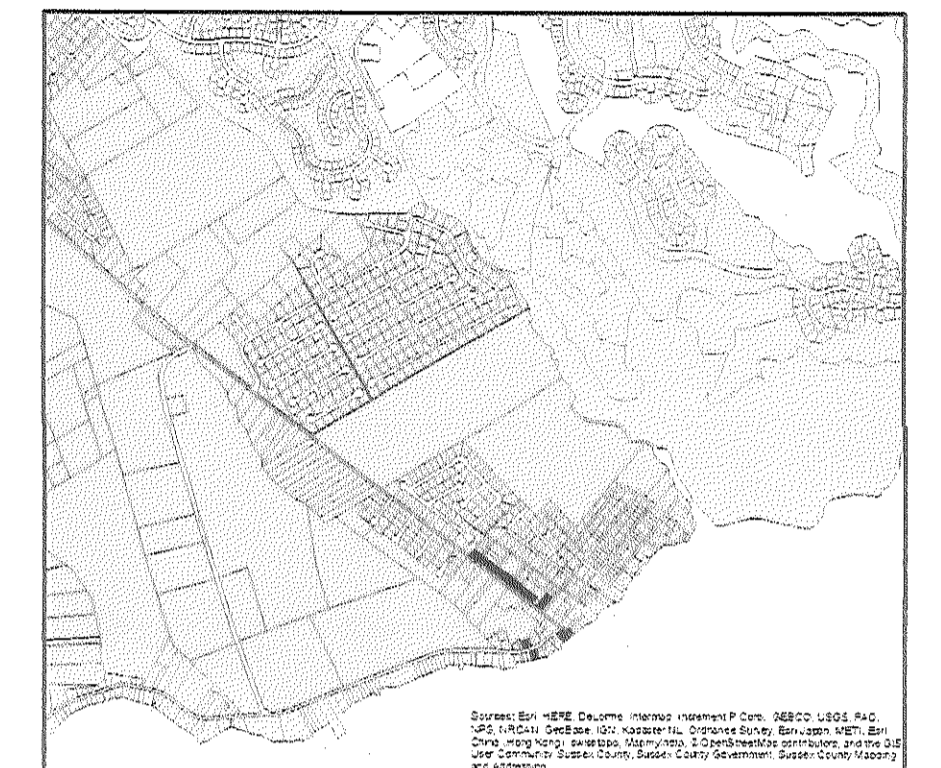 Sources: Esri, HERE, DeLorme, Intermap, increment P Corp., GEBCO, USGS, FAO,
NPS, NRCAN, GeoBase, IGN, Kadaster NL, Ordnance Survey, Esri Japan, METI, Esri
China (Hong Kong), swisstopo, MapmyIndia, © OpenStreetMap contributors, and the GIS
User Community, Sussex County, Sussex County Government, Sussex County Mapping
and Addressing